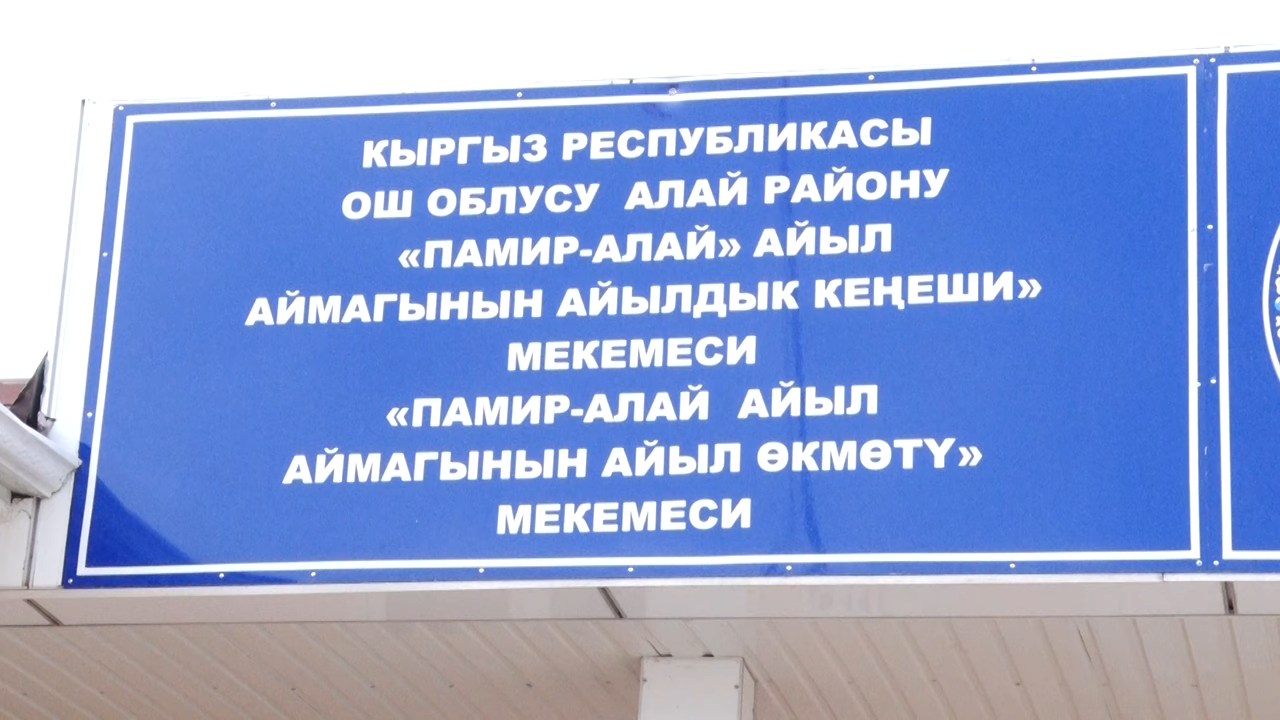 КЫРГЫЗ РЕСПУБЛИКАСЫ
ОШ ОБЛУСУ АЛАЙ РАЙОНУ
«ПАМИР-АЛАЙ» АЙЫЛ
АЙМАГЫНЫН АЙЫЛДЫК КЕҢЕШИ»
МЕКЕМЕСИ
«ПАМИР-АЛАЙ АЙЫЛ
АЙМАГЫНЫН АЙЫЛ ӨКМӨТҮ»
МЕКЕМЕСИ